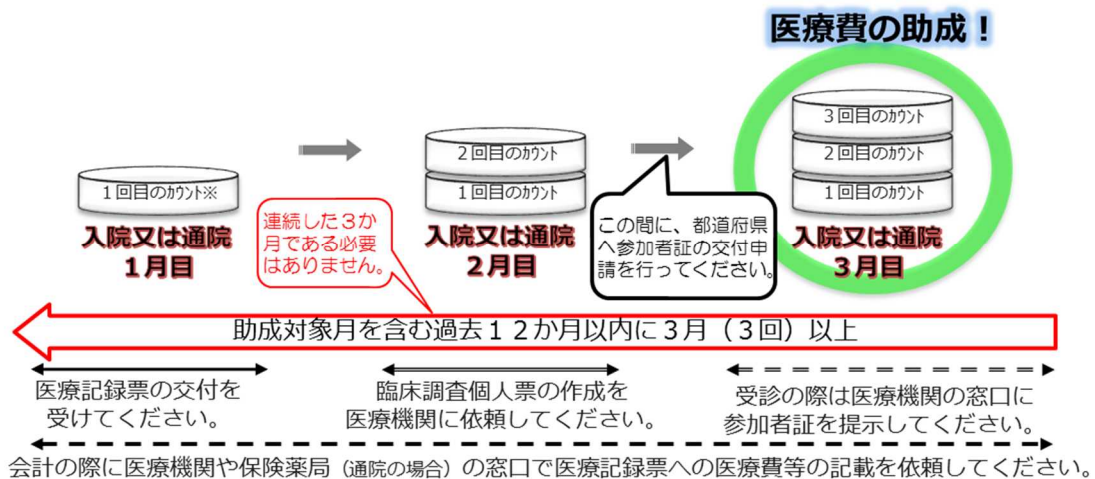 医療費の助成!
1回目のカウント※
入院又は通院
1月目
連続した3か
月である必要
はありません。
2回目のカウント
1回目のカウント
入院又は通院
2月目
この間に、都道府県
へ参加者証の交付申
請を行ってください。
3回目のカウント
2回目のカウント
1回目のカウント
入院又は通院
3月目
助成対象月を含む過去12か月以内に3月(3回)以上
医療記録票の交付を
受けてください。
臨床調査個人票の作成を
医療機関に依頼してください。
受診の際は医療機関の窓口に
参加者証を提示してください。
会計の際に医療機関や保険薬局(通院の場合)の窓口で医療記録票への医療費等の記載を依頼してください。